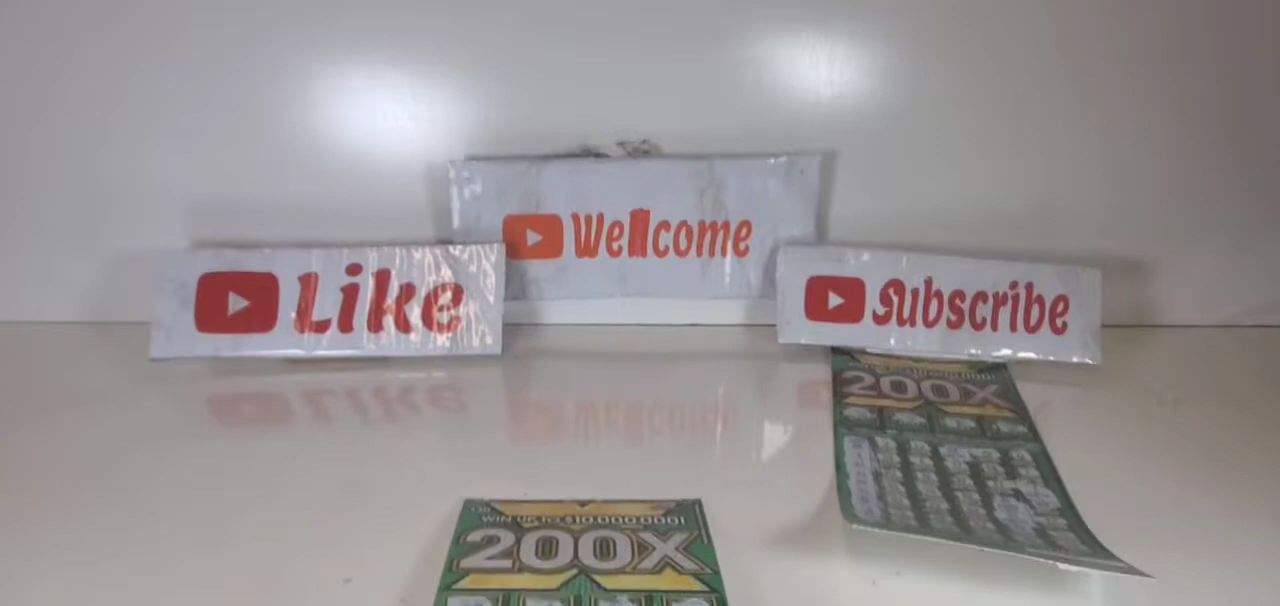 Wellcome
Like
Subscribe
200X
WIN UP TO $10,000,000!
200X